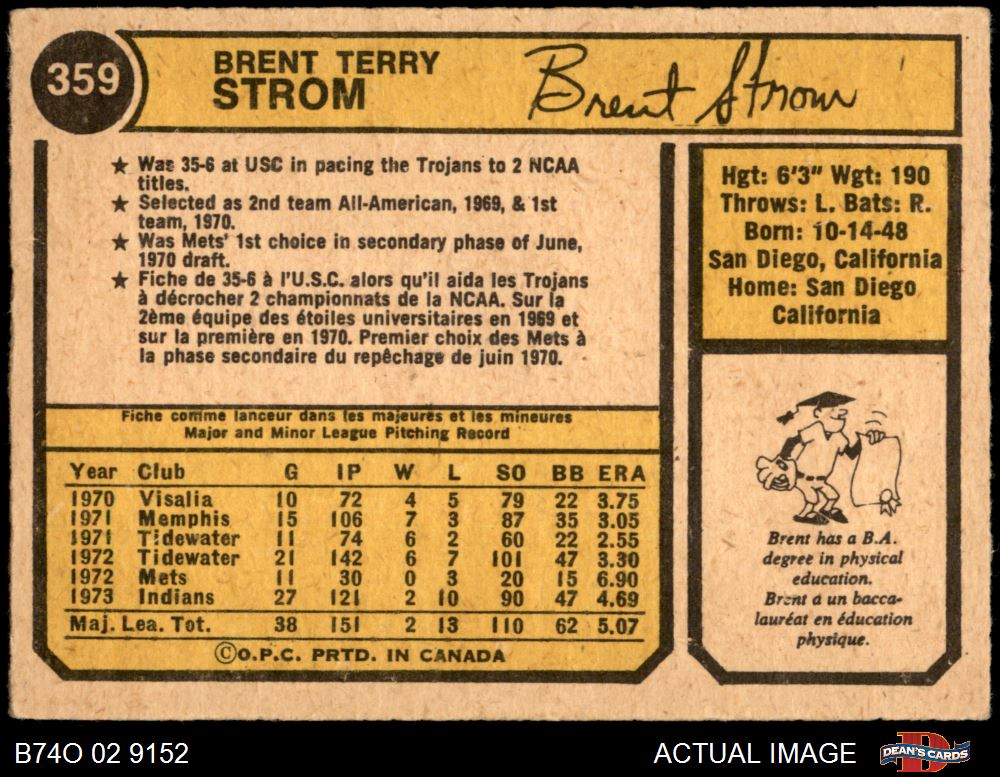 359
BRENT TERRY
STROM
Brent Strom
★ Was 35-6 at USC in pacing the Trojans to 2 NCAA
titles.
★ Selected as 2nd team All-American, 1969, & 1st
team, 1970.
★ Was Mets' 1st choice in secondary phase of June,
1970 draft.
★ Fiche de 35-6 à l'U.S.C. alors qu'il aida les Trojans
à décrocher 2 championnats de la NCAA. Sur la
2ème équipe des étoiles universitaires en 1969 et
sur la première en 1970. Premier choix des Mets à
la phase secondaire du repêchage de juin 1970.
Hgt: 6'3" Wgt: 190
Throws: L. Bats: R.
Born: 10-14-48
San Diego, California
Home: San Diego
California
Fiche comme lanceur dans les majeures et les mineures
Major and Minor League Pitching Record
Year Club G IP W L SO BB ERA
1970 Visalia 10 72 4 5 79 22 3.75
1971 Memphis 15 106 7 3 87 35 3.05
1971 Tidewater 11 74 6 2 60 22 2.55
1972 Tidewater 21 142 6 7 101 47 3.30
1972 Mets 11 30 0 3 20 15 6.90
1973 Indians 27 121 2 10 90 47 4.69
Maj. Lea. Tot. 38 151 2 13 110 62 5.07
©O.P.C. PRTD. IN CANADA
Brent has a B.A.
degree in physical
education.
Brent a un bacca-
lauréat en éducation
physique.
B74O 02 9152
ACTUAL IMAGE
DEAN'S CARDS